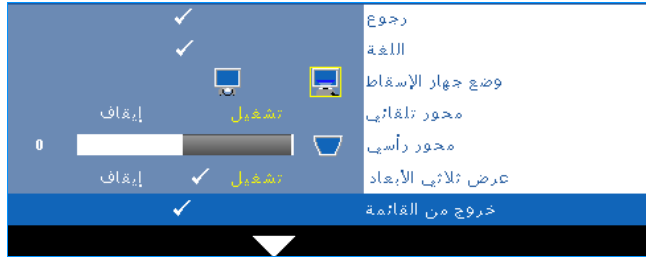 رجوع
اللغة
وضع جهاز الإسقاط
محور تلقائي تشغيل إيقاف
محور رأسي 0
عرض ثلاثي الأبعاد تشغيل إيقاف
خروج من القائمة